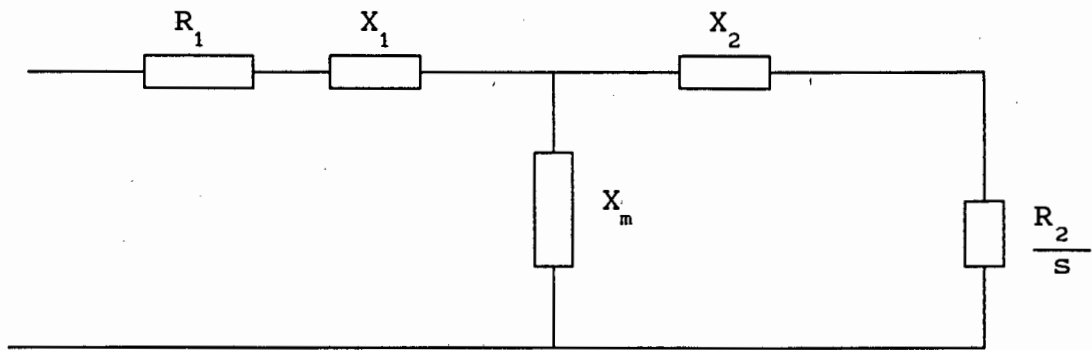 R₁
X₁
X₂
Xₘ
R₂
s